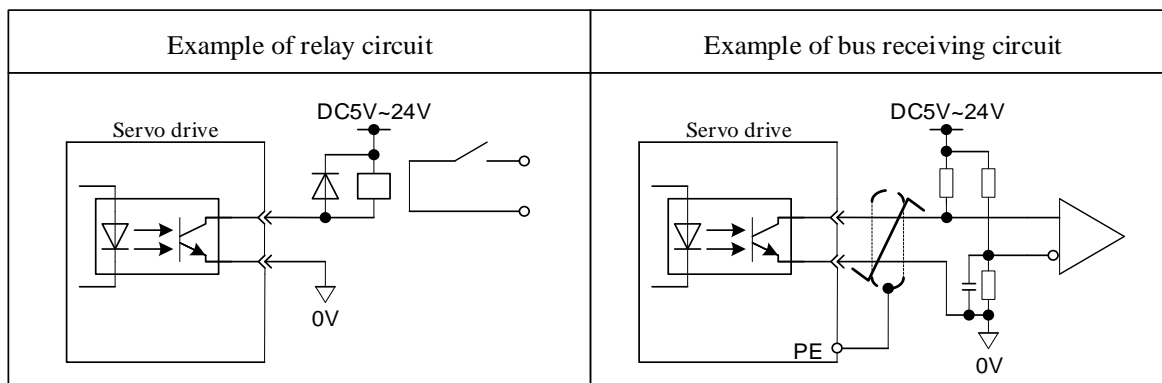 Example of relay circuit
Example of bus receiving circuit
DC5V~24V
Servo drive
0V
DC5V~24V
Servo drive
PE
0V